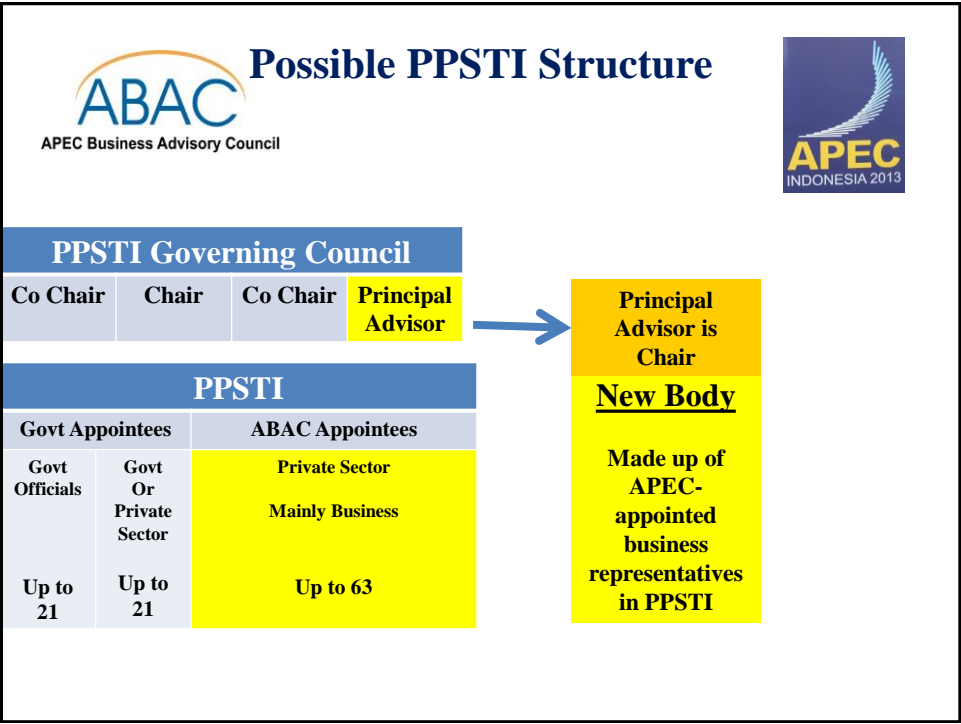 Possible PPSTI Structure
ABAC
APEC Business Advisory Council
APEC
INDONESIA 2013
PPSTI Governing Council
Co Chair
Chair
Co Chair
Principal
Advisor
Principal
Advisor is
Chair
PPSTI
Govt Appointees
ABAC Appointees
Govt
Officials
Up to
21
Govt
Or
Private
Sector
Up to
21
Private Sector
Mainly Business
Up to 63
New Body
Made up of
APEC-
appointed
business
representatives
in PPSTI